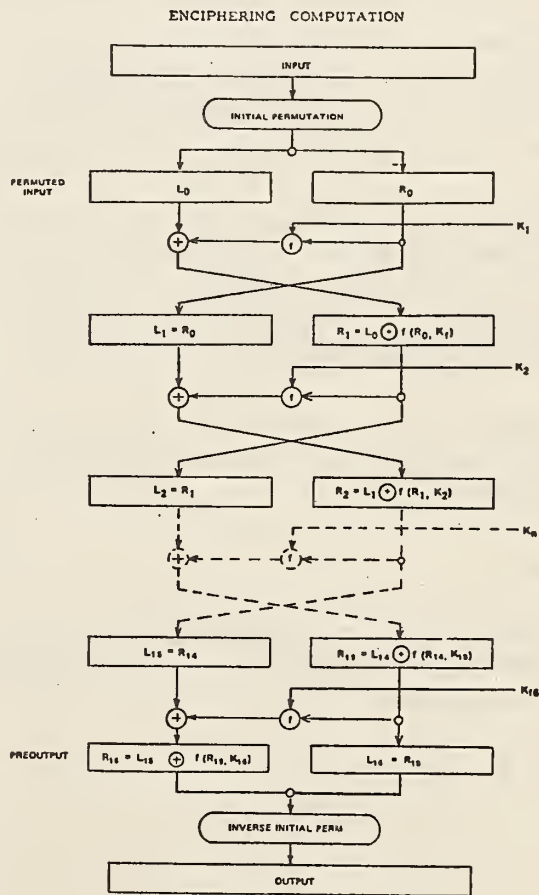 ENCIPHERING COMPUTATION
INPUT
INITIAL PERMUTATION
PERMUTED
INPUT
L₀
R₀
K₁
+
f
L₁ = R₀
R₁ = L₀ ⊕ f (R₀, K₁)
K₂
+
f
L₂ = R₁
R₂ = L₁ ⊕ f (R₁, K₂)
Kₙ
+
f
L₁₅ = R₁₄
R₁₅ = L₁₄ ⊕ f (R₁₄, K₁₅)
K₁₆
+
f
PREOUTPUT
R₁₆ = L₁₅ ⊕ f (R₁₅, K₁₆)
L₁₆ = R₁₅
INVERSE INITIAL PERM
OUTPUT